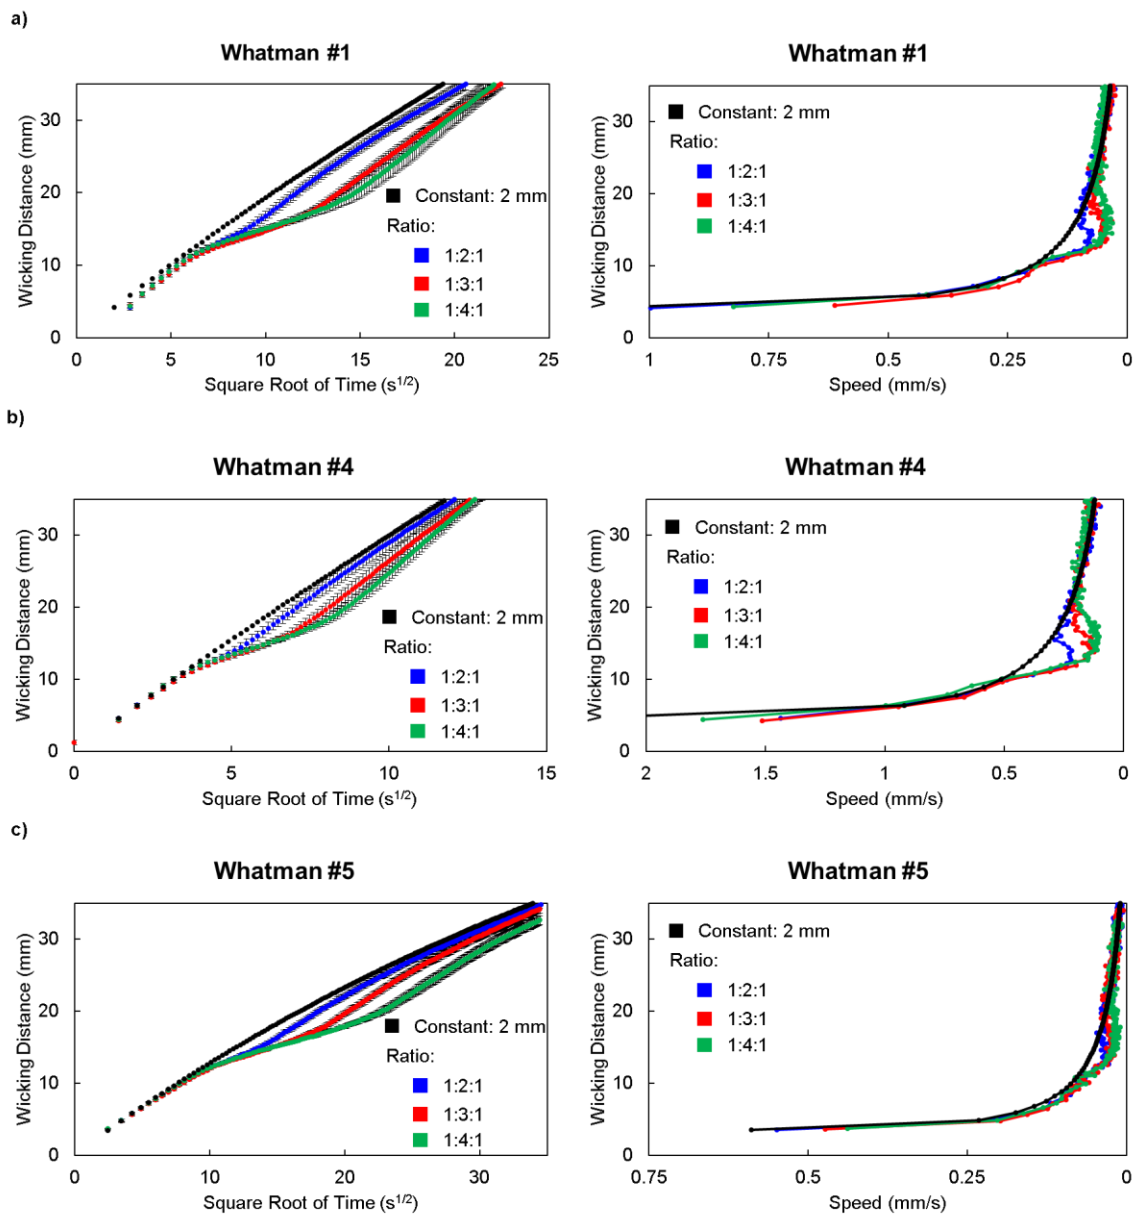 a)
Whatman #1
Wicking Distance (mm)
30
20
10
0
Constant: 2 mm
Ratio:
1:2:1
1:3:1
1:4:1
0 5 10 15 20 25
Square Root of Time (s1/2)
Whatman #1
Wicking Distance (mm)
30
20
10
0
Constant: 2 mm
Ratio:
1:2:1
1:3:1
1:4:1
1 0.75 0.5 0.25 0
Speed (mm/s)
b)
Whatman #4
Wicking Distance (mm)
30
20
10
0
Constant: 2 mm
Ratio:
1:2:1
1:3:1
1:4:1
0 5 10 15
Square Root of Time (s1/2)
Whatman #4
Wicking Distance (mm)
30
20
10
0
Constant: 2 mm
Ratio:
1:2:1
1:3:1
1:4:1
2 1.5 1 0.5 0
Speed (mm/s)
c)
Whatman #5
Wicking Distance (mm)
30
20
10
0
Constant: 2 mm
Ratio:
1:2:1
1:3:1
1:4:1
0 10 20 30
Square Root of Time (s1/2)
Whatman #5
Wicking Distance (mm)
30
20
10
0
Constant: 2 mm
Ratio:
1:2:1
1:3:1
1:4:1
0.75 0.5 0.25 0
Speed (mm/s)